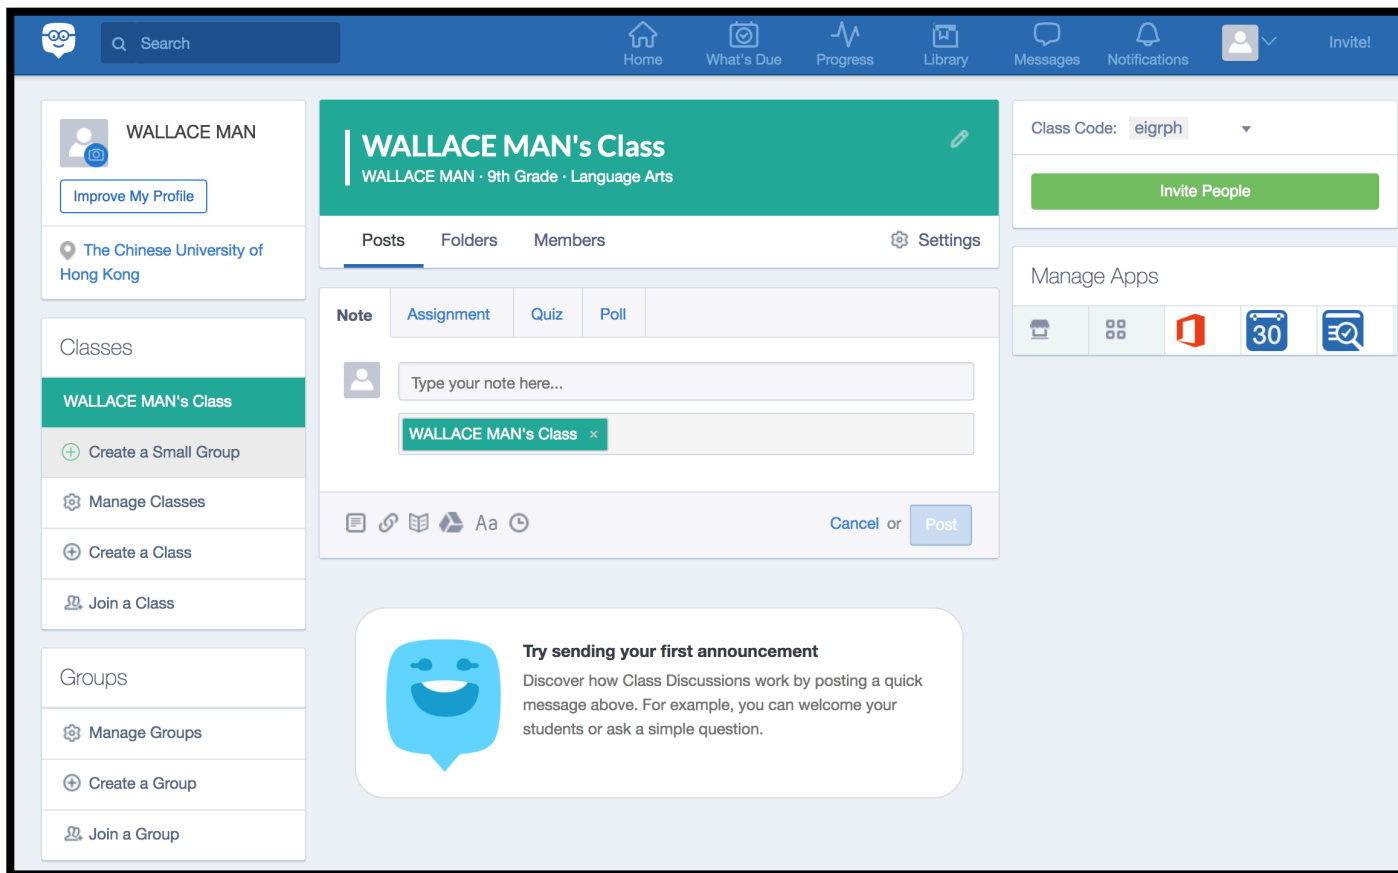 Search
Home
What's Due
Progress
Library
Messages
Notifications
Invite!
WALLACE MAN
Improve My Profile
The Chinese University of
Hong Kong
Classes
WALLACE MAN's Class
Create a Small Group
Manage Classes
Create a Class
Join a Class
Groups
Manage Groups
Create a Group
Join a Group
WALLACE MAN's Class
WALLACE MAN · 9th Grade · Language Arts
Posts
Folders
Members
Settings
Note
Assignment
Quiz
Poll
Type your note here...
WALLACE MAN's Class ×
Aa
Cancel or Post
Try sending your first announcement
Discover how Class Discussions work by posting a quick
message above. For example, you can welcome your
students or ask a simple question.
Class Code: eigrph
Invite People
Manage Apps
30